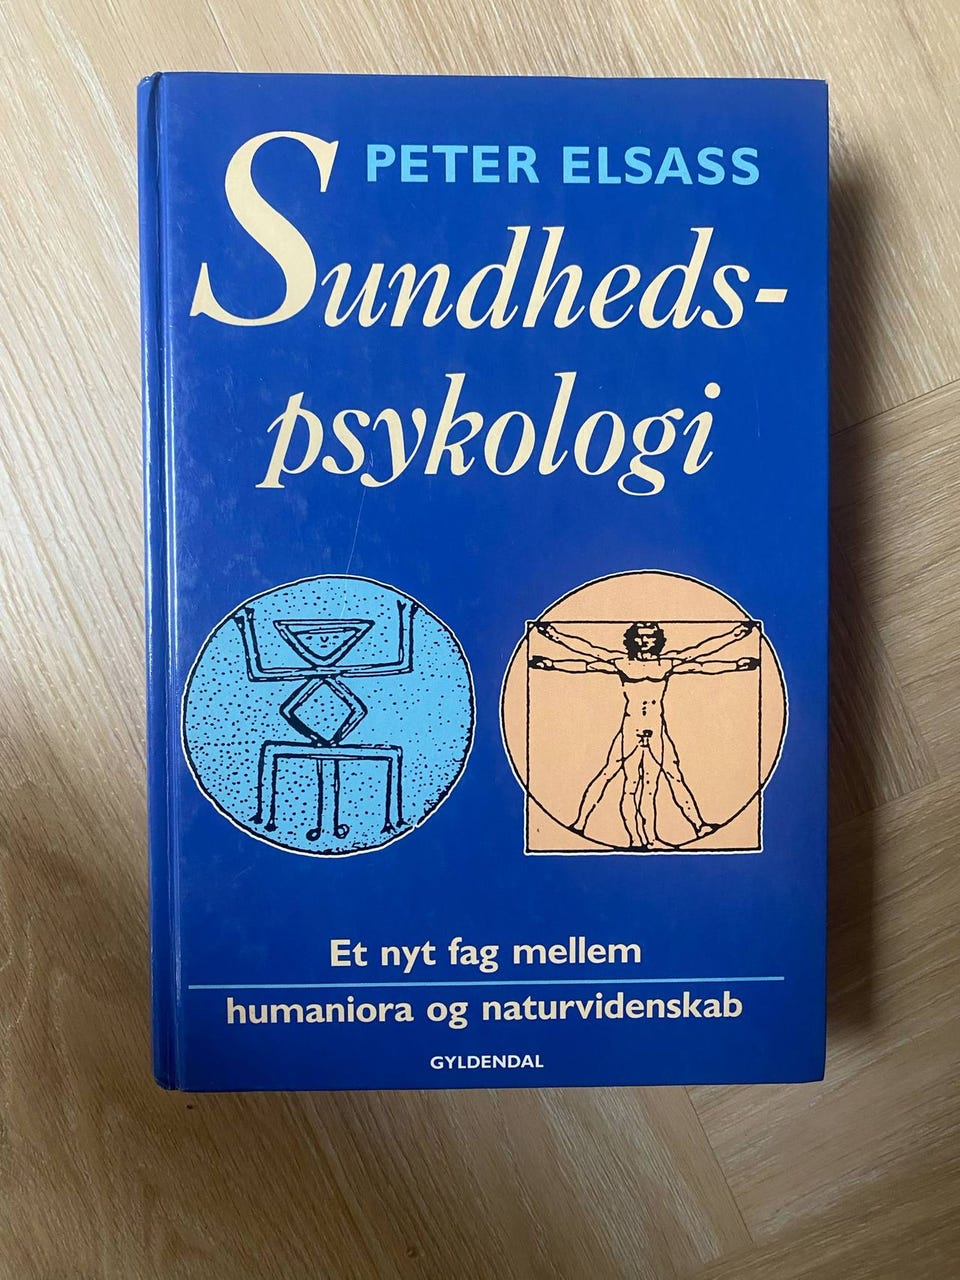 PETER ELSASS
Sundheds-
psykologi
Et nyt fag mellem
humaniora og naturvidenskab
GYLDENDAL